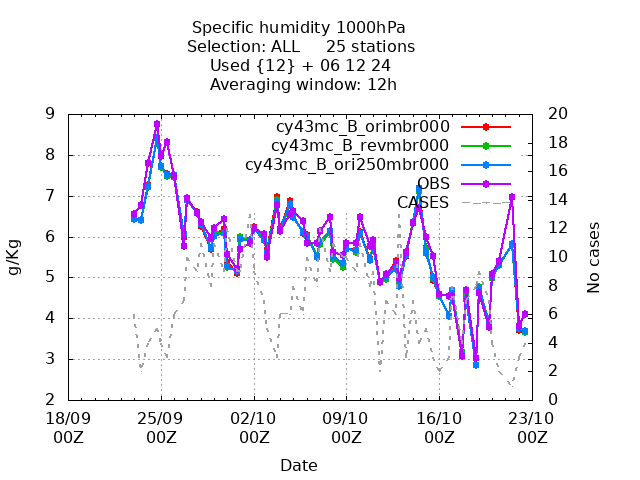 Specific humidity 1000hPa
Selection: ALL 25 stations
Used {12} + 06 12 24
Averaging window: 12h
cy43mc_B_orimbr000
cy43mc_B_revmbr000
cy43mc_B_ori250mbr000
OBS
CASES
g/Kg
9
8
7
6
5
4
3
2
No cases
20
18
16
14
12
10
8
6
4
2
0
18/09 25/09 02/10 09/10 16/10 23/10
00Z 00Z 00Z 00Z 00Z 00Z
Date